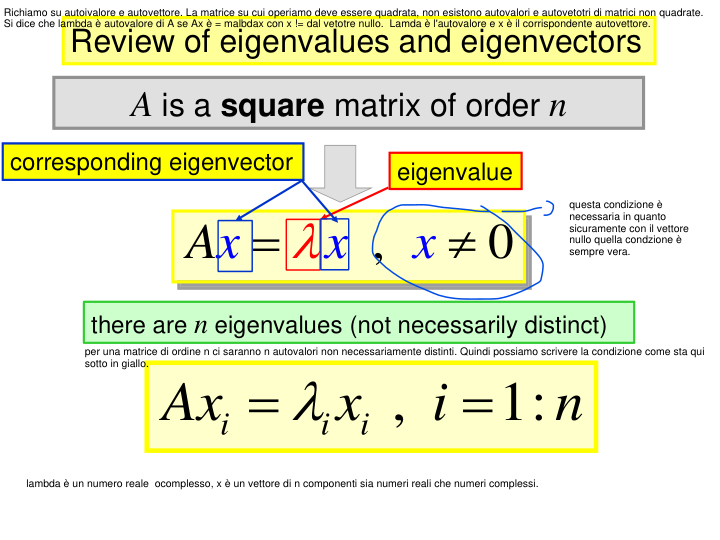 Richiamo su autoivalore e autovettore. La matrice su cui operiamo deve essere quadrata, non esistono autovalori e autovetotri di matrici non quadrate.
Si dice che lambda è autovalore di A se Ax è = malbdax con x != dal vetotre nullo.  Lamda è l'autovalore e x è il corrispondente autovettore.
Review of eigenvalues and eigenvectors
A is a square matrix of order n
corresponding eigenvector
eigenvalue
questa condizione è
necessaria in quanto
sicuramente con il vettore
nullo quella condzione è
sempre vera.
Ax = λx , x ≠ 0
there are n eigenvalues (not necessarily distinct)
per una matrice di ordine n ci saranno n autovalori non necessariamente distinti. Quindi possiamo scrivere la condizione come sta qui
sotto in giallo.
Ax_i = λ_i x_i , i = 1 : n
lambda è un numero reale  ocomplesso, x è un vettore di n componenti sia numeri reali che numeri complessi.